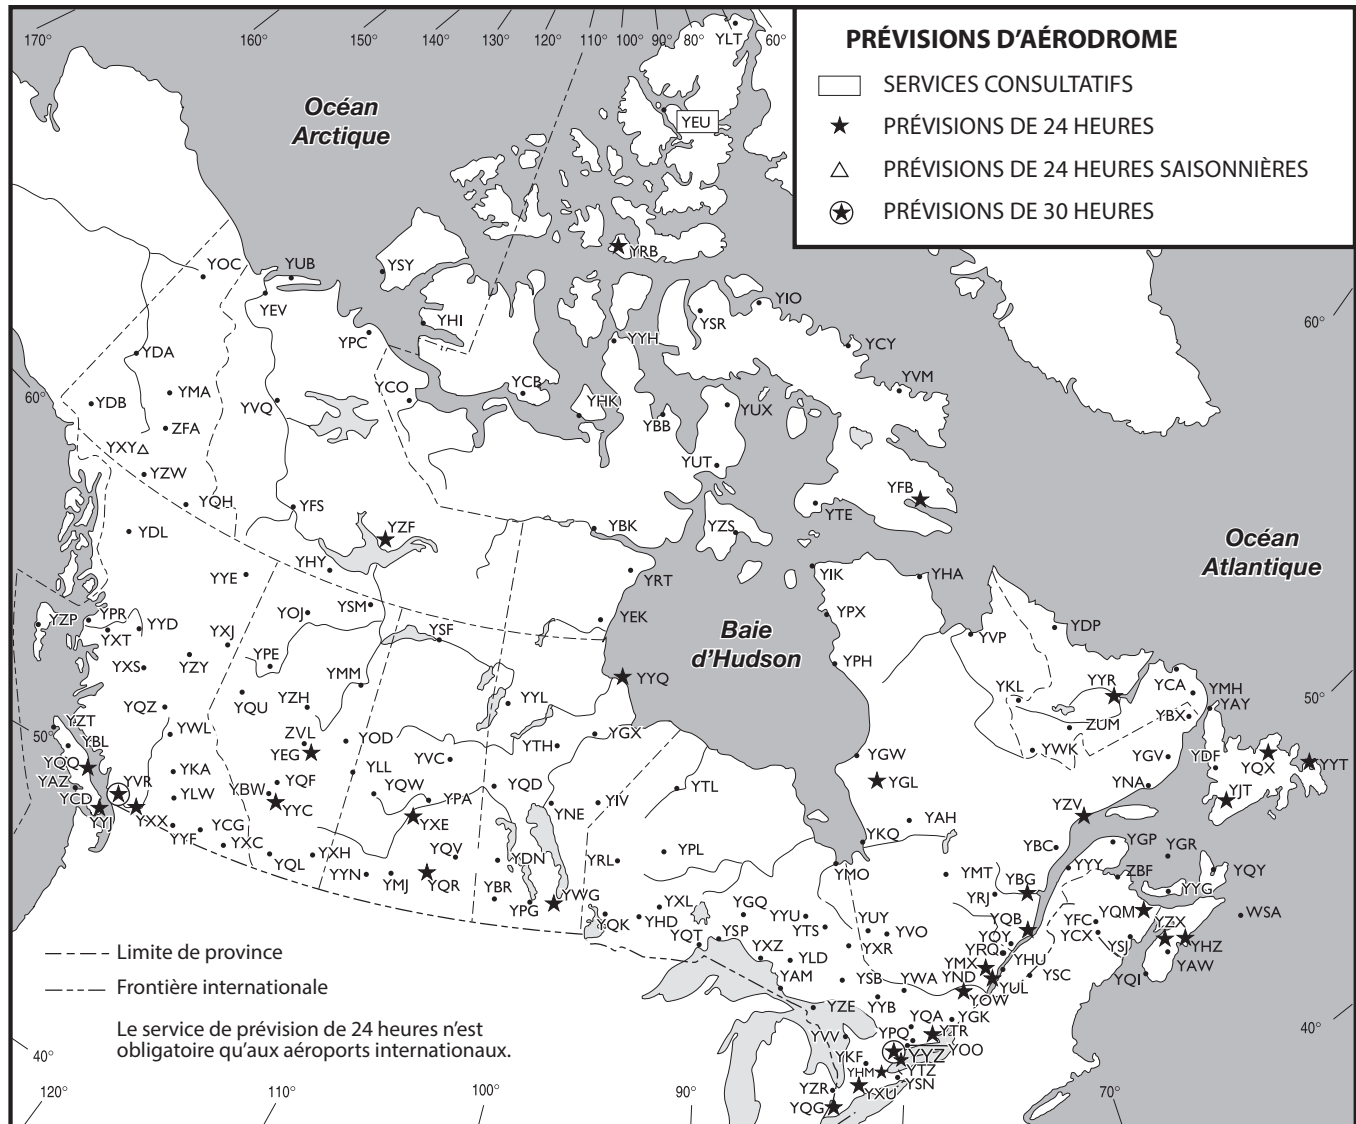 170°
160°
150°
140°
130°
120°
110°
100°
90°
80°
YLT
60°
PRÉVISIONS D'AÉRODROME
SERVICES CONSULTATIFS
PRÉVISIONS DE 24 HEURES
PRÉVISIONS DE 24 HEURES SAISONNIÈRES
PRÉVISIONS DE 30 HEURES
Océan
Arctique
YEU
YRB
YOC
YUB
YSY
YEV
YHI
YIO
YSR
YPC
YYH
YCY
60°
YDA
YCB
YCO
YVM
60°
YDB
YMA
YVQ
YHK
YBB
YUX
ZFA
YXY
YZW
YUT
YQH
YFS
YFB
YTE
YDL
YZF
YBK
YZS
Océan
Atlantique
YYE
YHY
YRT
YIK
YHA
YZP
YPR
YXT
YYD
YOJ
YSM
YEK
YPX
YXJ
YSF
Baie
d'Hudson
YVP
YDP
YXS
YZY
YPE
YMM
YYQ
YPH
YQZ
YQU
YZH
YYL
YKL
YYR
YCA
YMH
YAY
50°
YZT
YBL
YWL
ZVL
YEG
YOD
YTH
YGX
ZUM
YBX
50°
YQQ
YAZ
YCD
YYJ
YVR
YKA
YLW
YBW
YQF
YYC
YLL
YVC
YQW
YPA
YQD
YTL
YGW
YGL
YWK
YGV
YNA
YDF
YQX
YYT
YJT
YXX
YYF
YCG
YXC
YXE
YNE
YIV
YZV
YAH
YKQ
YQL
YXH
YYN
YMJ
YQV
YQR
YDN
YBR
YPG
YWG
YRL
YPL
YMO
YMT
YBC
YYY
YGP
ZBF
YGR
YQY
YYG
YQK
YHD
YXL
YGQ
YYU
YTS
YUY
YVO
YRJ
YBG
YQB
YFC
YQM
YZX
YHZ
WSA
YQT
YSP
YXZ
YLD
YXR
YRQ
YOY
YCX
YSJ
YAW
YQI
YAM
YSB
YWA
YMX
YND
YHU
YUL
YSC
YOW
YZE
YYB
YQA
YGK
YPQ
YTR
YVV
YYZ
YOO
YKF
YHM
YTZ
YSN
YZR
YXU
YQG
Limite de province
Frontière internationale
Le service de prévision de 24 heures n'est
obligatoire qu'aux aéroports internationaux.
40°
40°
120°
110°
100°
90°
70°